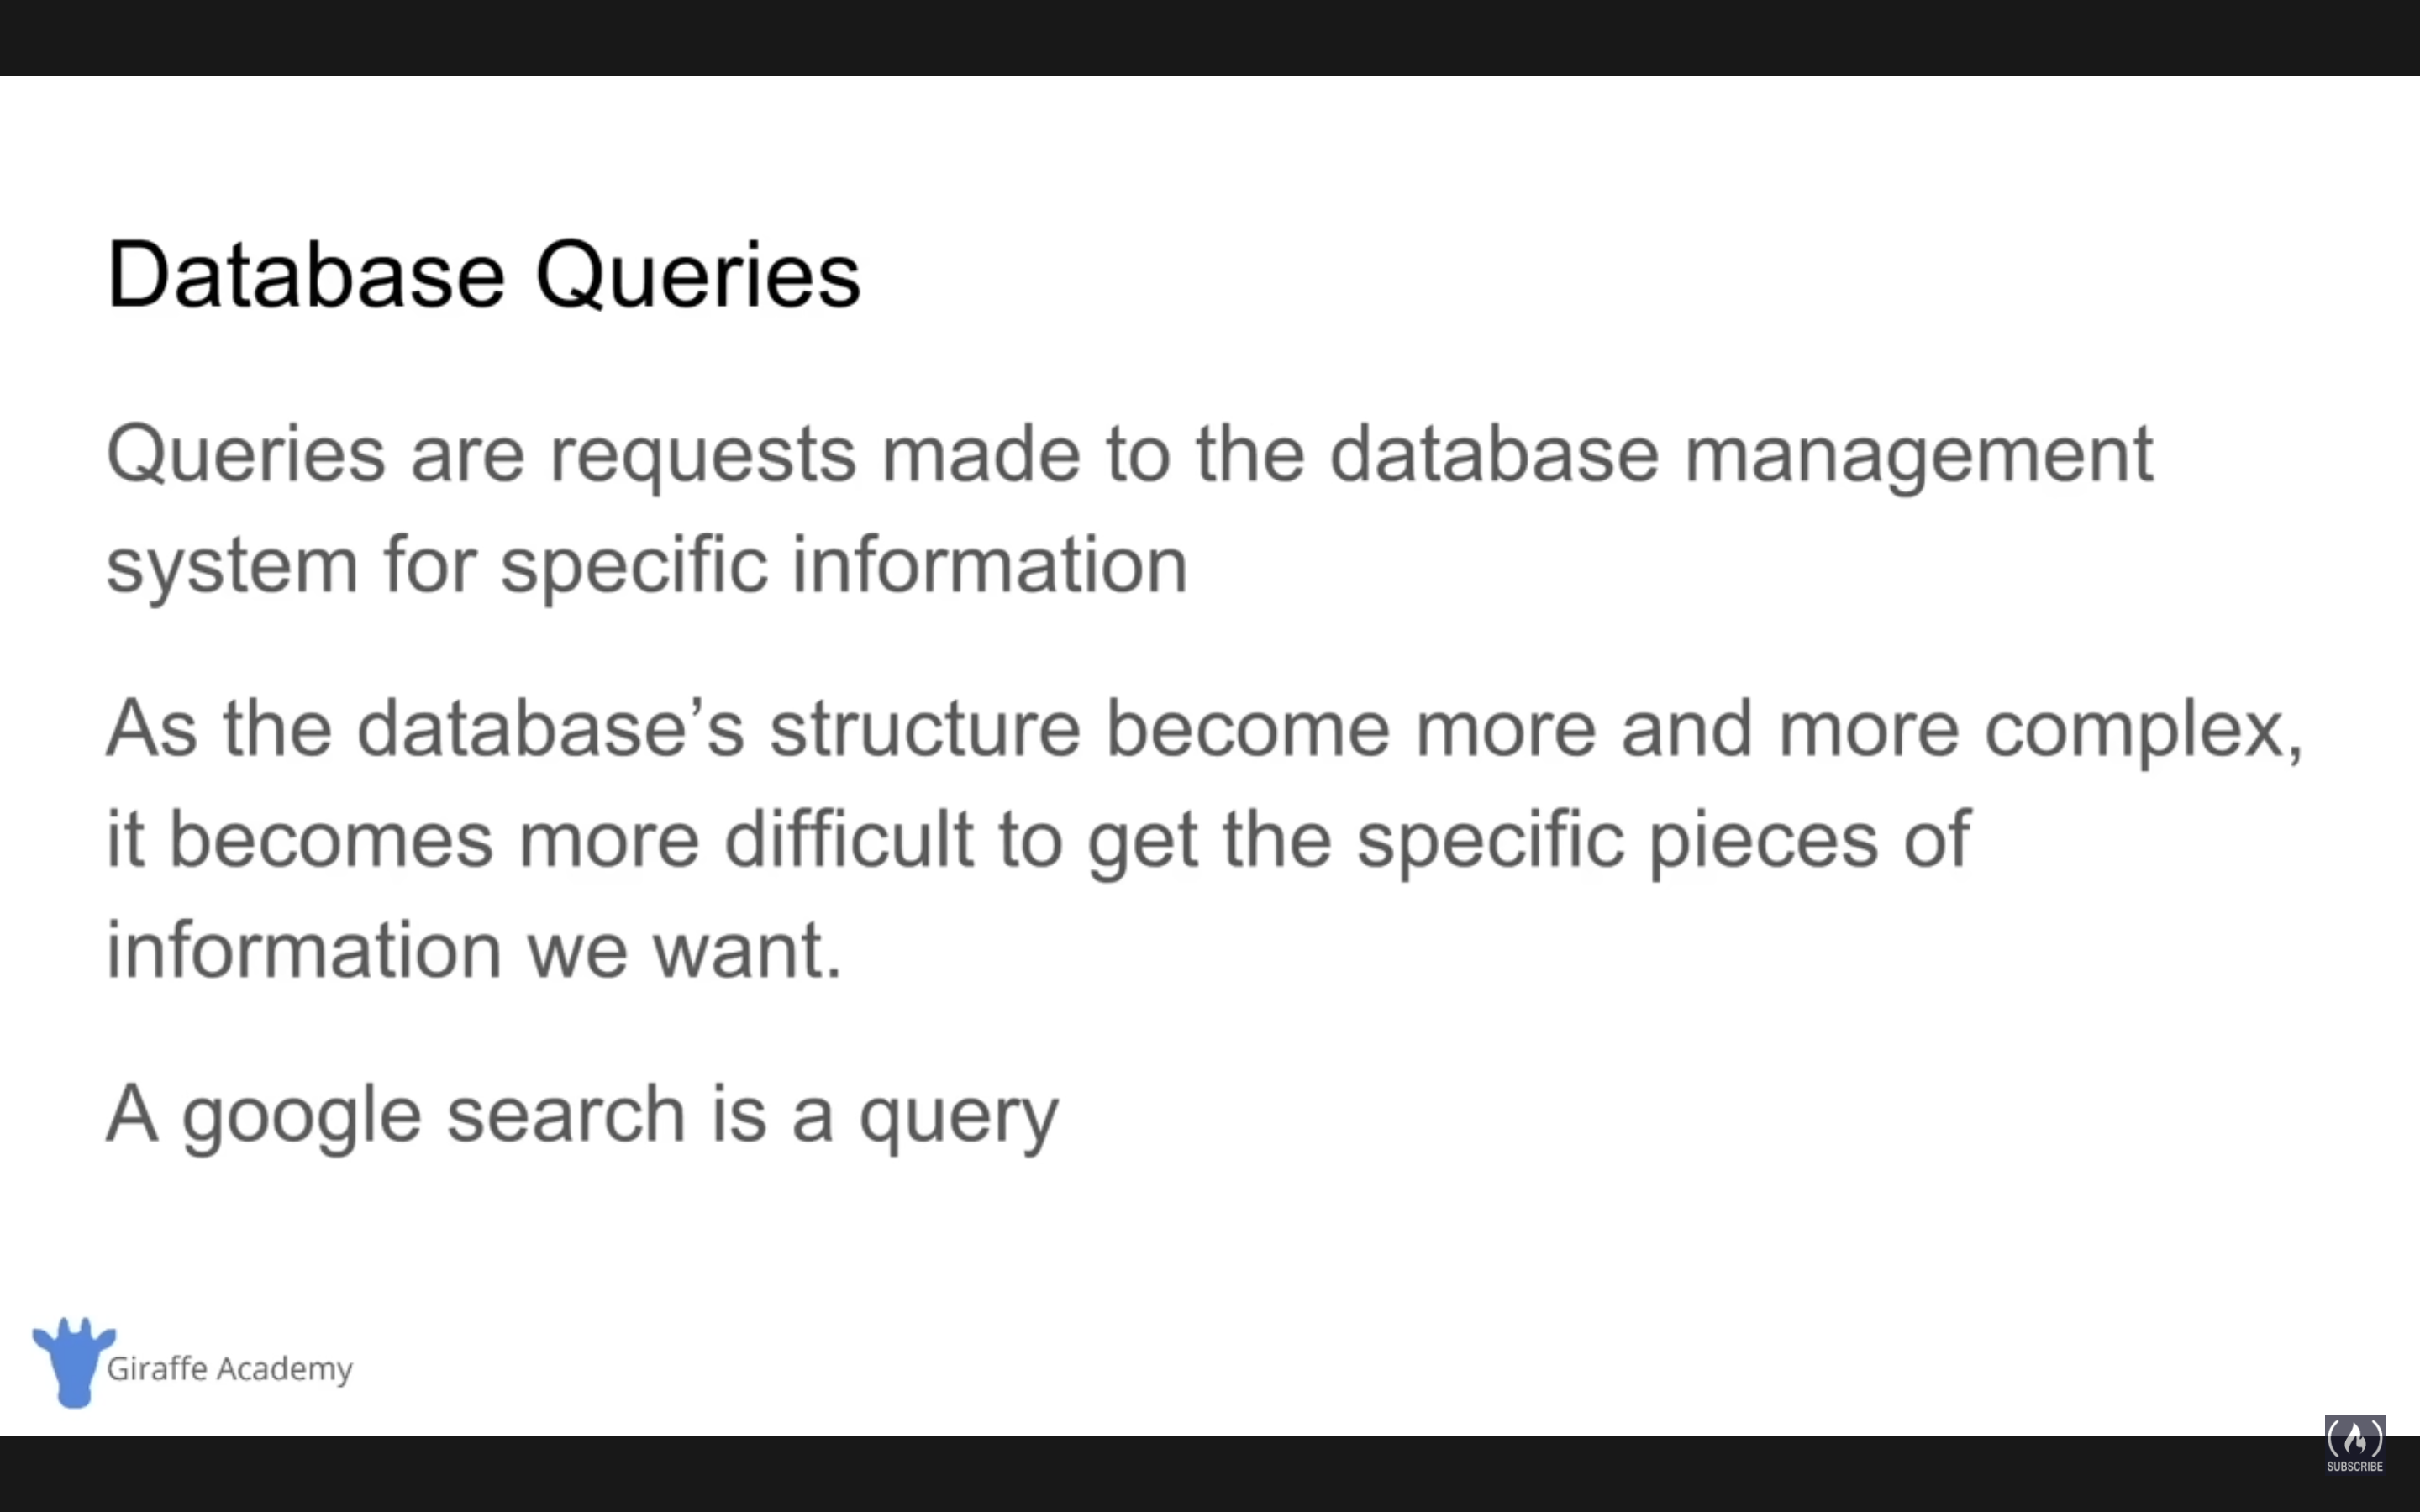 Database Queries
Queries are requests made to the database management
system for specific information
As the database’s structure become more and more complex,
it becomes more difficult to get the specific pieces of
information we want.
A google search is a query
Giraffe Academy
SUBSCRIBE